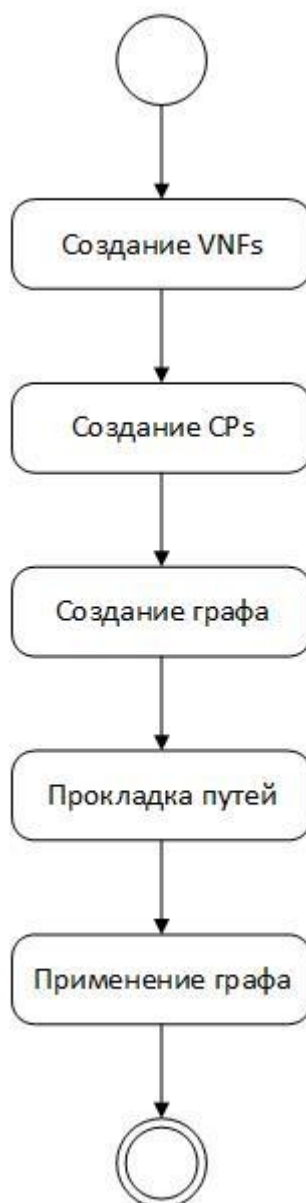 Создание VNFs
Создание CPs
Создание графа
Прокладка путей
Применение графа